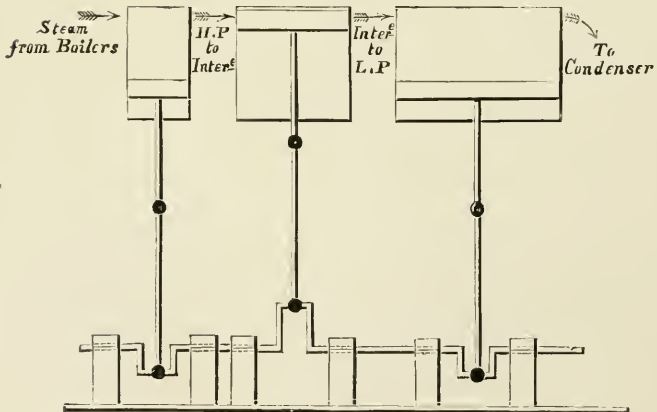 Steam
from Boilers
H.P
to
Interᵉ
Interᵉ
to
L.P
To
Condenser